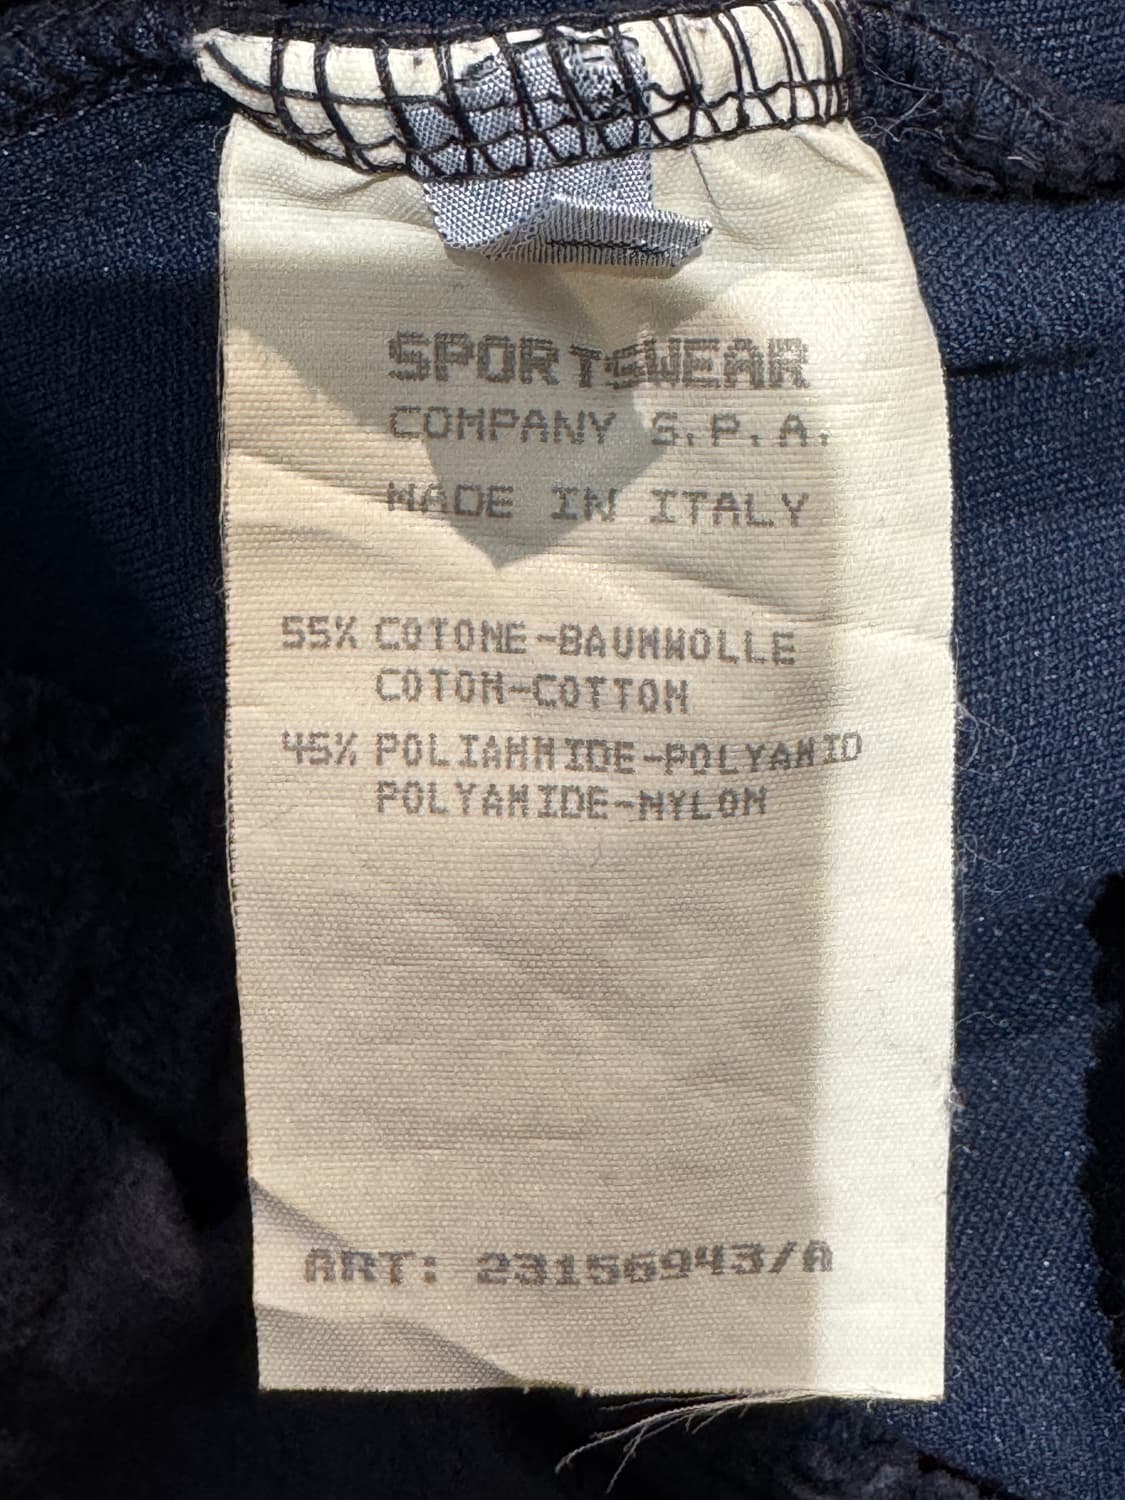 SPORTSWEAR
COMPANY S.P.A.
MADE IN ITALY
55% COTONE-BAUMWOLLE
COTON-COTTON
45% POLIAMMIDE-POLYAMID
POLYAMIDE-NYLON
ART: 23156943/A